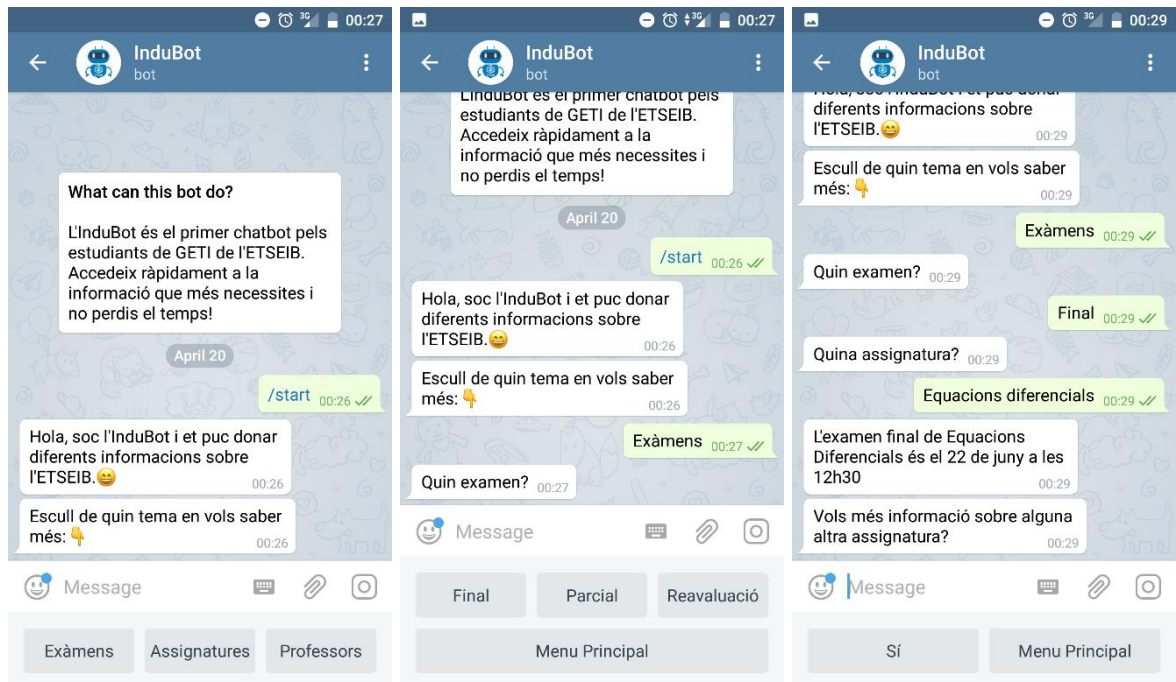 3G 00:27
InduBot
bot
What can this bot do?
L'InduBot és el primer chatbot pels
estudiants de GETI de l'ETSEIB.
Accedeix ràpidament a la
informació que més necessites i
no perdis el temps!
April 20
/start 00:26
Hola, soc l'InduBot i et puc donar
diferents informacions sobre
l'ETSEIB.😄 00:26
Escull de quin tema en vols saber
més:👇 00:26
Message
Exàmens Assignatures Professors
3G 00:27
InduBot
bot
L'InduBot és el primer chatbot pels
estudiants de GETI de l'ETSEIB.
Accedeix ràpidament a la
informació que més necessites i
no perdis el temps!
April 20
/start 00:26
Hola, soc l'InduBot i et puc donar
diferents informacions sobre
l'ETSEIB.😄 00:26
Escull de quin tema en vols saber
més:👇 00:26
Exàmens 00:27
Quin examen? 00:27
Message
Final Parcial Reavaluació
Menu Principal
3G 00:29
InduBot
bot
Hola, soc l'InduBot i et puc donar
diferents informacions sobre
l'ETSEIB.😄 00:29
Escull de quin tema en vols saber
més:👇 00:29
Exàmens 00:29
Quin examen? 00:29
Final 00:29
Quina assignatura? 00:29
Equacions diferencials 00:29
L'examen final de Equacions
Diferencials és el 22 de juny a les
12h30 00:29
Vols més informació sobre alguna
altra assignatura? 00:29
Message
Sí Menu Principal